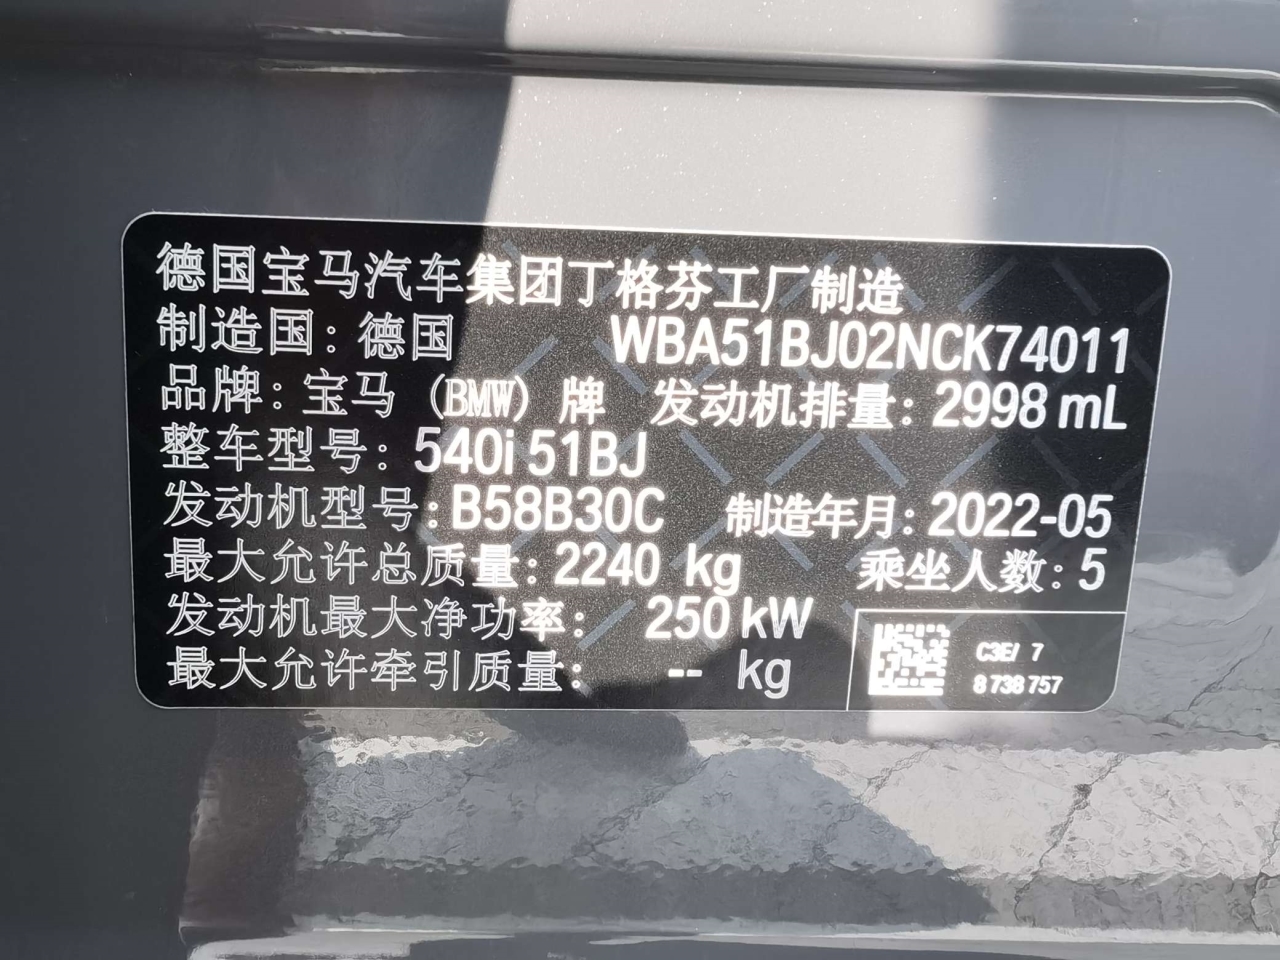 德国宝马汽车集团丁格芬工厂制造
制造国：德国 WBA51BJ02NCK74011
品牌：宝马（BMW）牌 发动机排量：2998 mL
整车型号：540i 51BJ
发动机型号：B58B30C 制造年月：2022-05
最大允许总质量：2240 kg 乘坐人数：5
发动机最大净功率： 250 kW
最大允许牵引质量： -- kg
C3E/ 7
8 738 757